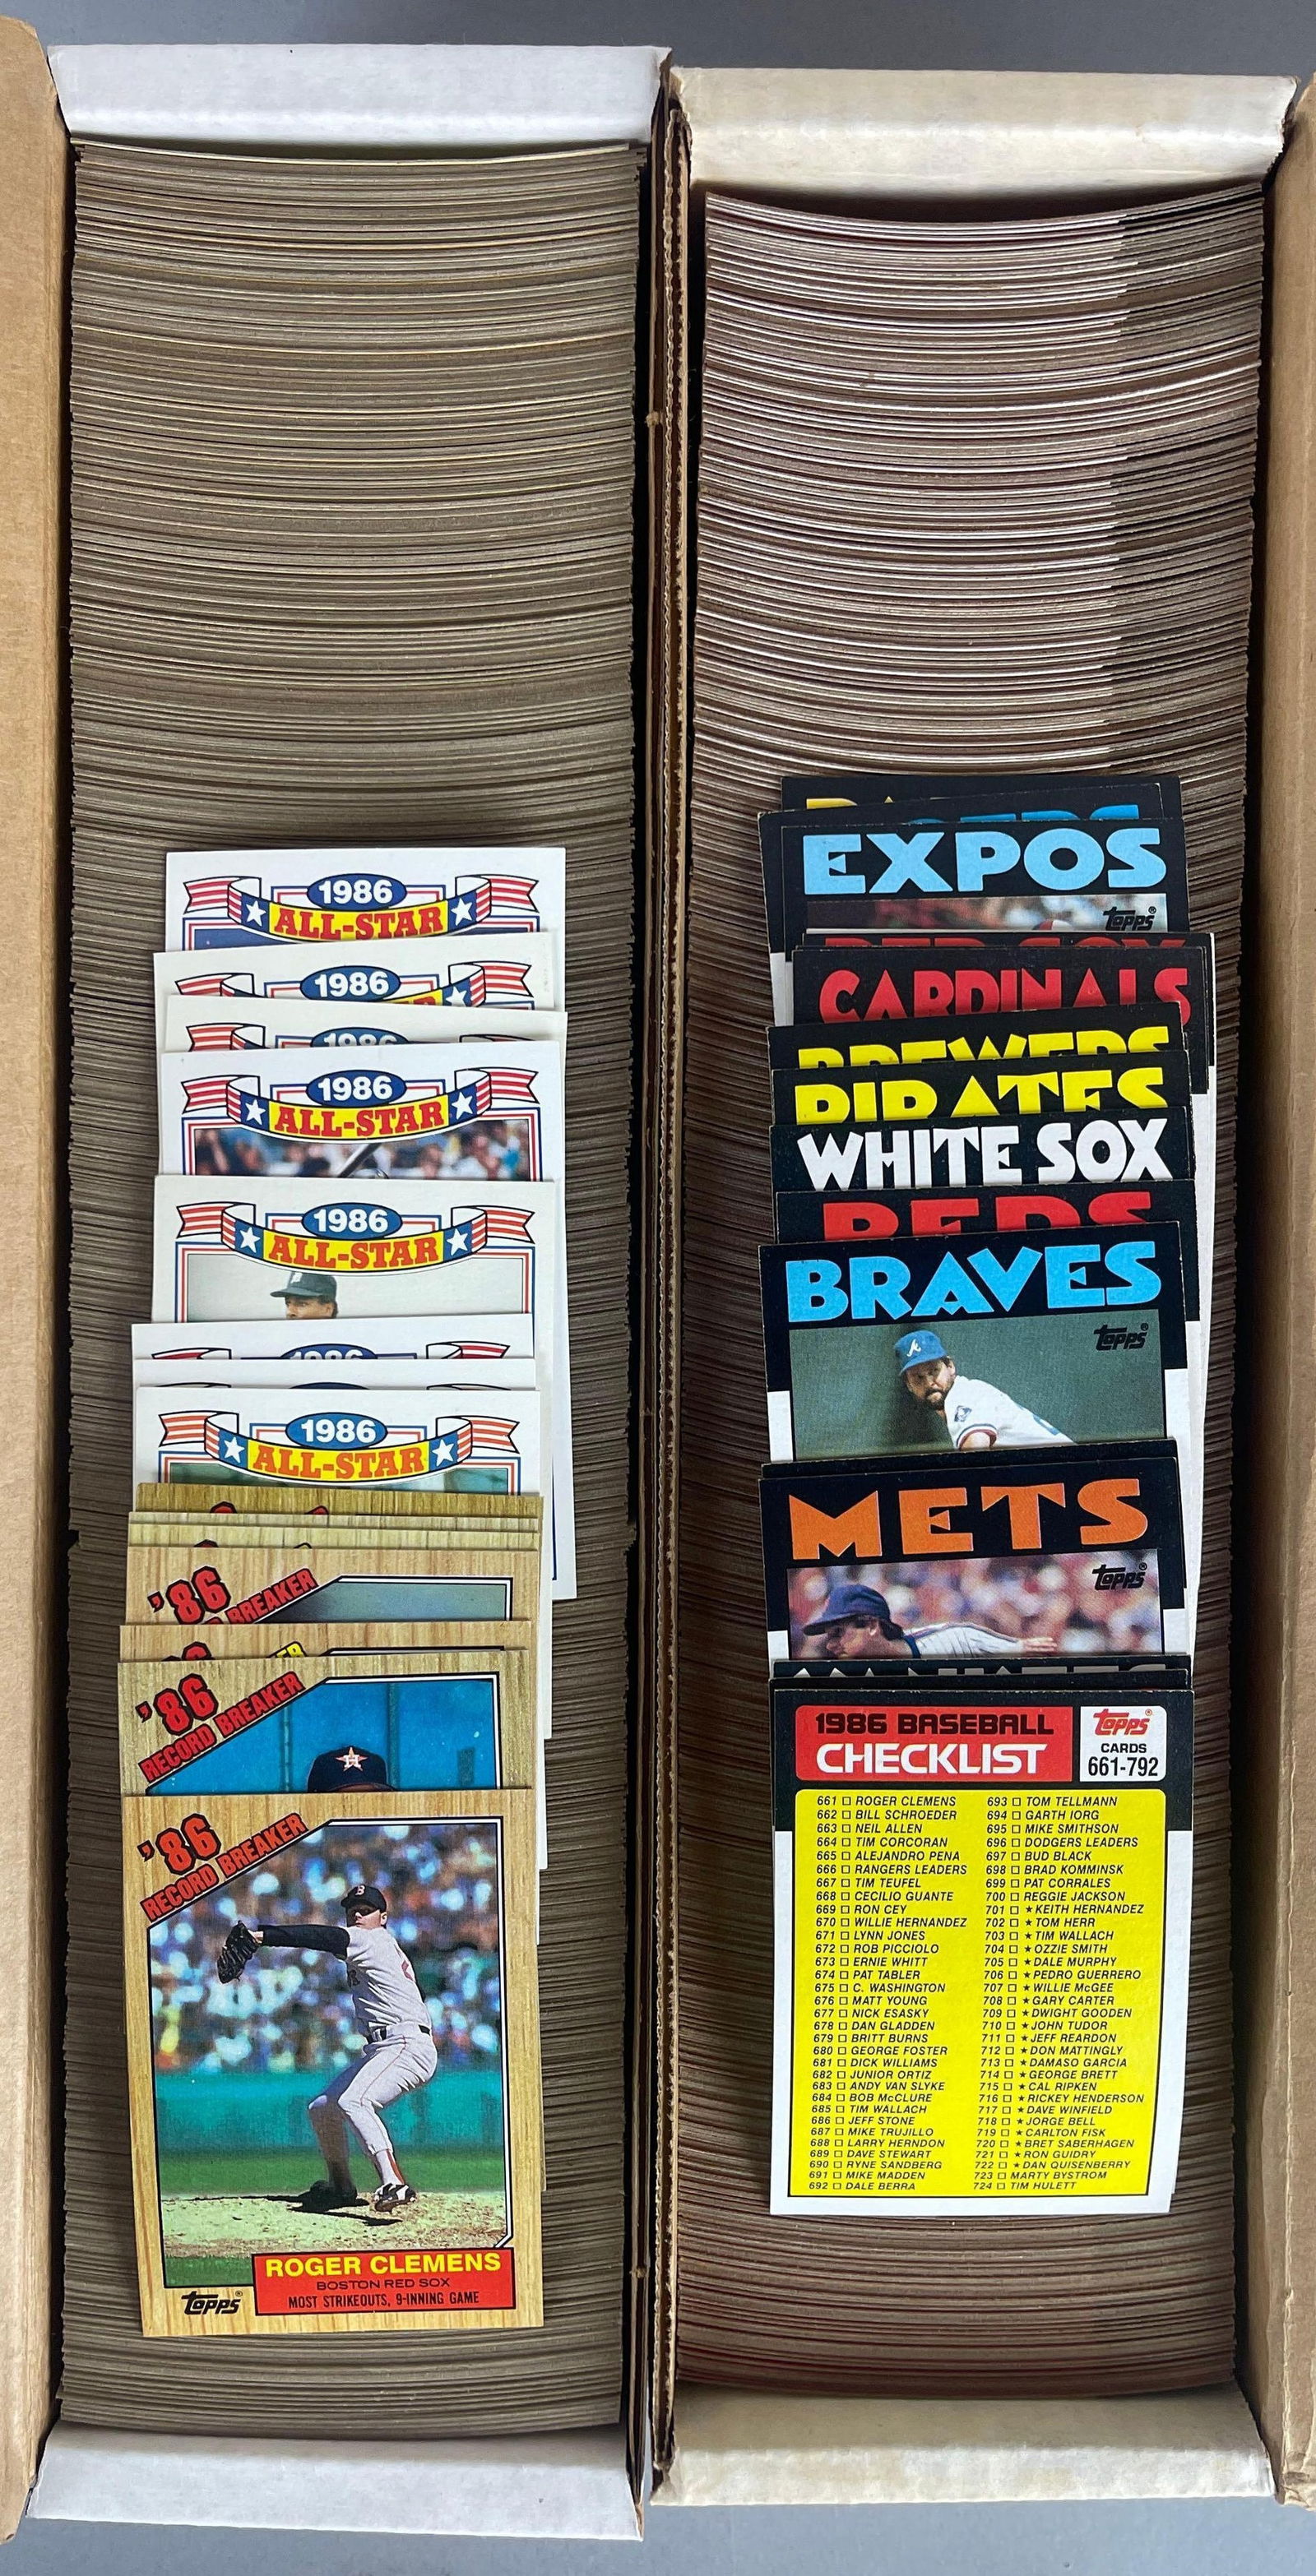 1986
ALL-STAR
1986
1986
1986
ALL-STAR
1986
ALL-STAR
1986
1986
ALL-STAR
'86
BREAKER
'86
RECORD BREAKER
'86
RECORD BREAKER
ROGER CLEMENS
BOSTON RED SOX
MOST STRIKEOUTS, 9-INNING GAME
topps®
EXPOS
topps®
RED SOX
CARDINALS
BREWERS
PIRATES
WHITE SOX
REDS
BRAVES
topps®
METS
topps®
1986 BASEBALL
CHECKLIST
topps®
CARDS
661-792
661 ROGER CLEMENS
662 BILL SCHROEDER
663 NEIL ALLEN
664 TIM CORCORAN
665 ALEJANDRO PENA
666 RANGERS LEADERS
667 TIM TEUFEL
668 CECILIO GUANTE
669 RON CEY
670 WILLIE HERNANDEZ
671 LYNN JONES
672 ROB PICCIOLO
673 ERNIE WHITT
674 PAT TABLER
675 C. WASHINGTON
676 MATT YOUNG
677 NICK ESASKY
678 DAN GLADDEN
679 BRITT BURNS
680 GEORGE FOSTER
681 DICK WILLIAMS
682 JUNIOR ORTIZ
683 ANDY VAN SLYKE
684 BOB McCLURE
685 TIM WALLACH
686 JEFF STONE
687 MIKE TRUJILLO
688 LARRY HERNDON
689 DAVE STEWART
690 RYNE SANDBERG
691 MIKE MADDEN
692 DALE BERRA
693 TOM TELLMANN
694 GARTH IORG
695 MIKE SMITHSON
696 DODGERS LEADERS
697 BUD BLACK
698 BRAD KOMMINSK
699 PAT CORRALES
700 REGGIE JACKSON
701 ★KEITH HERNANDEZ
702 ★TOM HERR
703 ★TIM WALLACH
704 ★OZZIE SMITH
705 ★DALE MURPHY
706 ★PEDRO GUERRERO
707 ★WILLIE McGEE
708 ★GARY CARTER
709 ★DWIGHT GOODEN
710 ★JOHN TUDOR
711 ★JEFF REARDON
712 ★DON MATTINGLY
713 ★DAMASO GARCIA
714 ★GEORGE BRETT
715 ★CAL RIPKEN
716 ★RICKEY HENDERSON
717 ★DAVE WINFIELD
718 ★JORGE BELL
719 ★CARLTON FISK
720 ★BRET SABERHAGEN
721 ★RON GUIDRY
722 ★DAN QUISENBERRY
723 MARTY BYSTROM
724 TIM HULETT